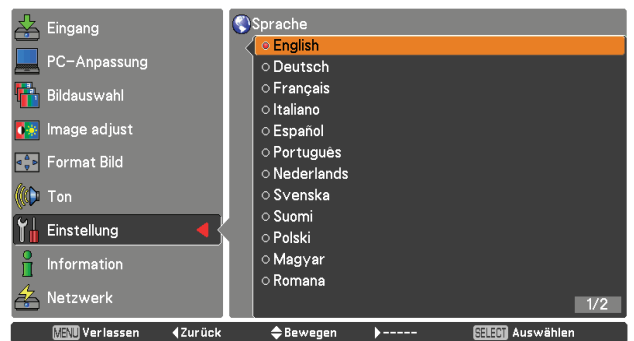 Eingang
PC-Anpassung
Bildauswahl
Image adjust
Format Bild
Ton
Einstellung
Information
Netzwerk
Sprache
English
Deutsch
Français
Italiano
Español
Português
Nederlands
Svenska
Suomi
Polski
Magyar
Romana
1/2
MENU Verlassen
Zurück
Bewegen
-----
SELECT Auswählen